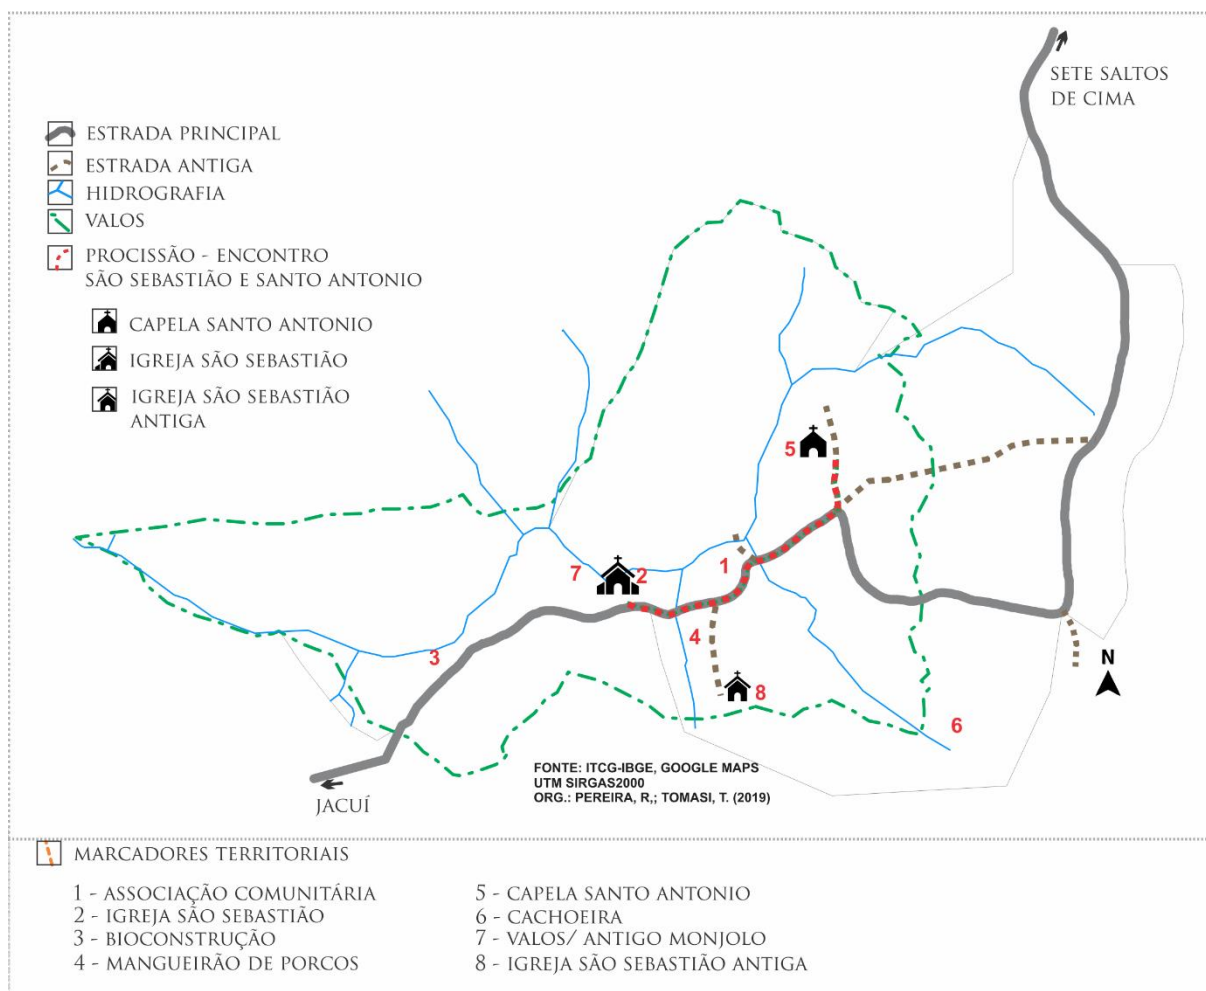 SETE SALTOS
DE CIMA
ESTRADA PRINCIPAL
ESTRADA ANTIGA
HIDROGRAFIA
VALOS
PROCISSÃO - ENCONTRO
SÃO SEBASTIÃO E SANTO ANTONIO
CAPELA SANTO ANTONIO
IGREJA SÃO SEBASTIÃO
IGREJA SÃO SEBASTIÃO
ANTIGA
5
1
7
2
4
3
N
8
6
FONTE: ITCG-IBGE, GOOGLE MAPS
UTM SIRGAS2000
ORG.: PEREIRA, R,; TOMASI, T. (2019)
JACUÍ
MARCADORES TERRITORIAIS
1 - ASSOCIAÇÃO COMUNITÁRIA
2 - IGREJA SÃO SEBASTIÃO
3 - BIOCONSTRUÇÃO
4 - MANGUEIRÃO DE PORCOS
5 - CAPELA SANTO ANTONIO
6 - CACHOEIRA
7 - VALOS/ ANTIGO MONJOLO
8 - IGREJA SÃO SEBASTIÃO ANTIGA